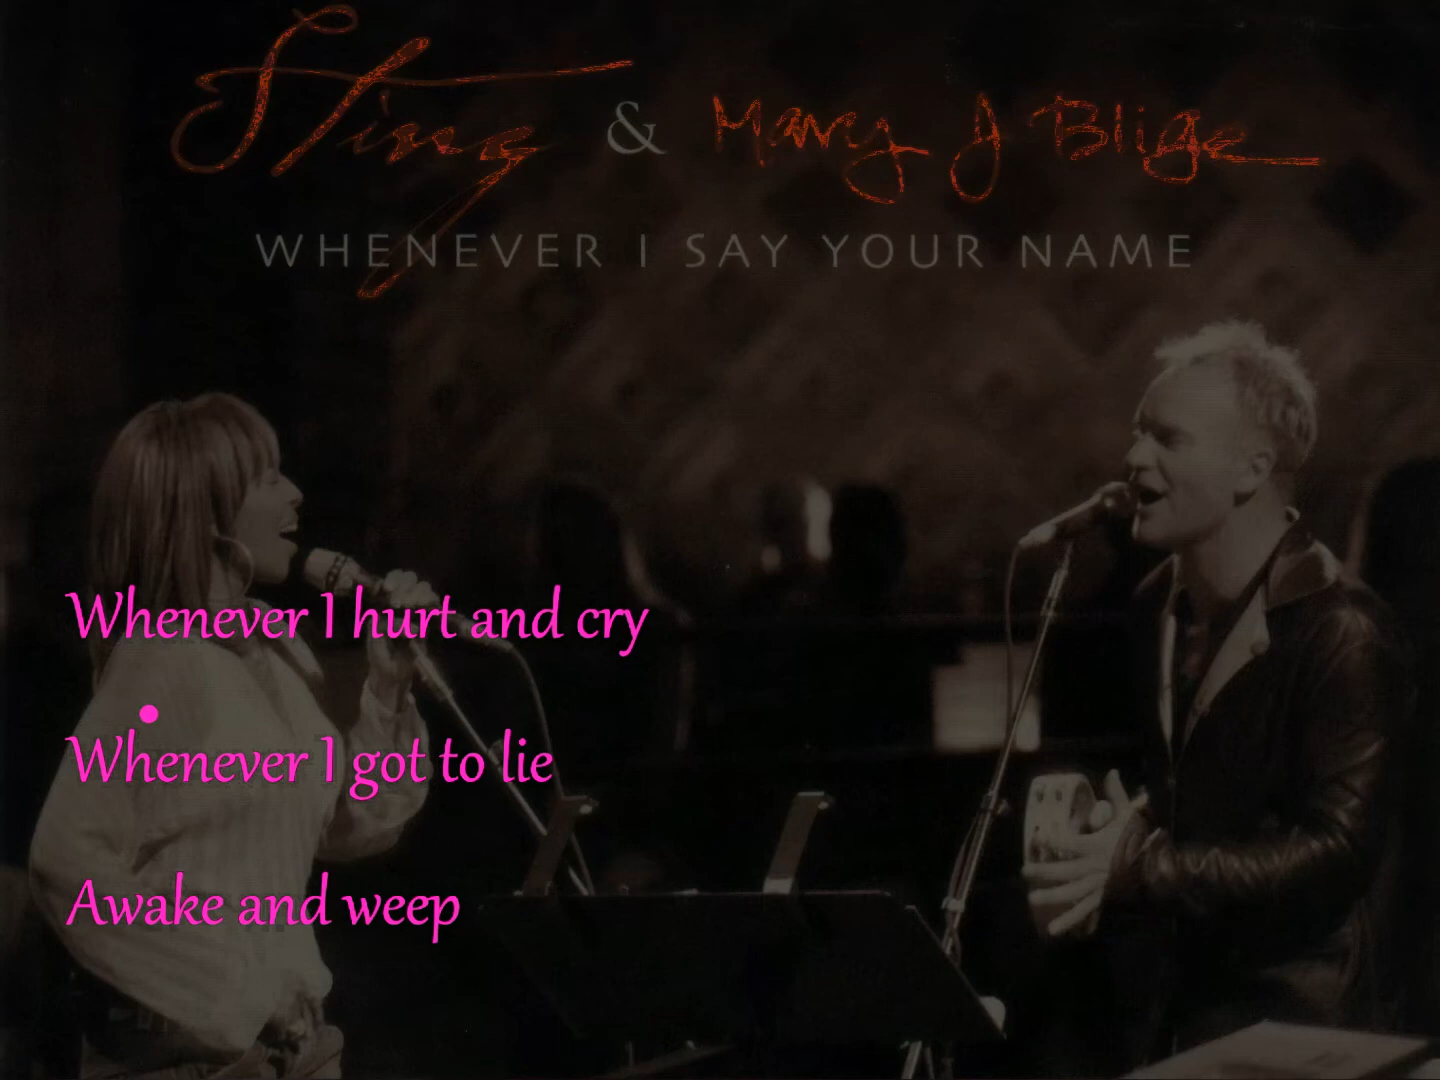 Sting & Mary J Blige
WHENEVER I SAY YOUR NAME
Whenever I hurt and cry
Whenever I got to lie
Awake and weep